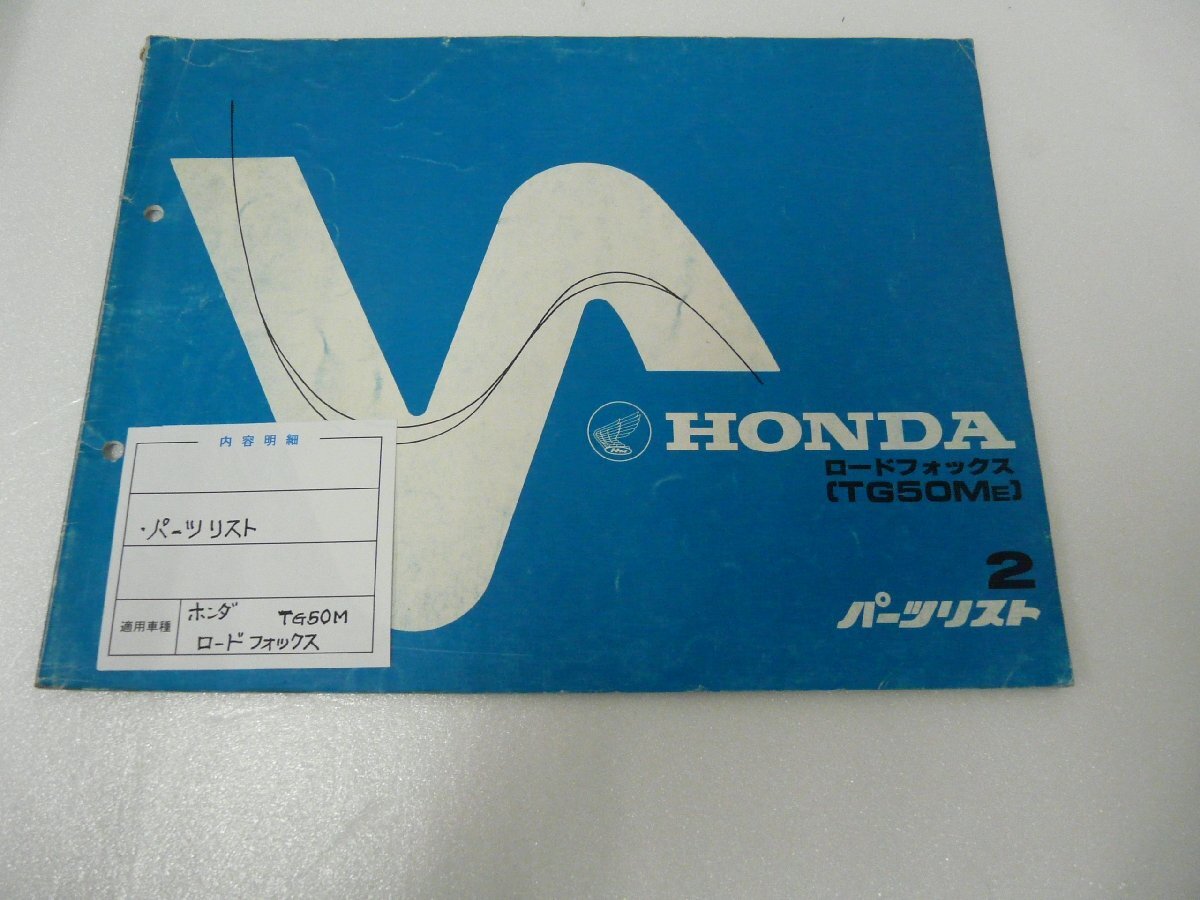 HONDA
ロードフォックス
〔TG50ME〕
2
パーツリスト
内容明細
・パーツリスト
適用車種
ホンダ TG50M
ロードフォックス